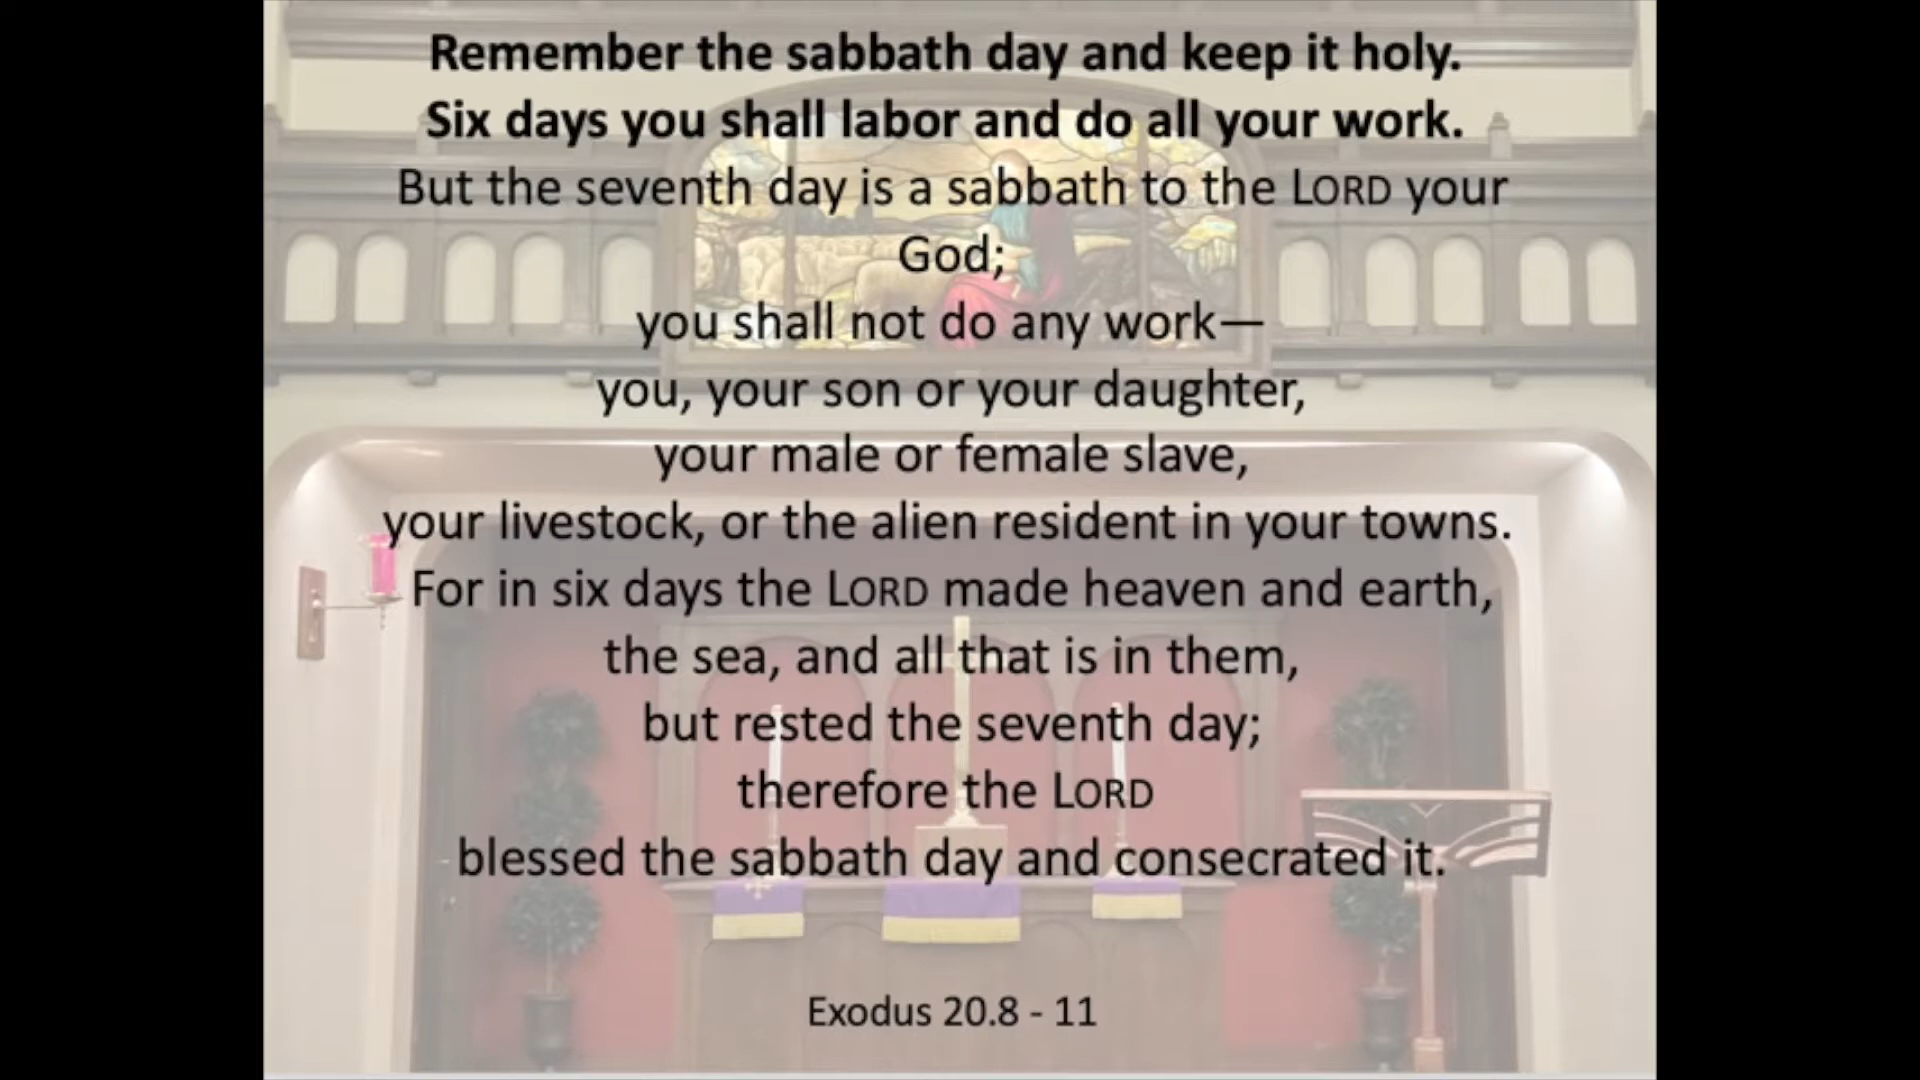 Remember the sabbath day and keep it holy.
Six days you shall labor and do all your work.
But the seventh day is a sabbath to the LORD your
God;
you shall not do any work—
you, your son or your daughter,
your male or female slave,
your livestock, or the alien resident in your towns.
For in six days the LORD made heaven and earth,
the sea, and all that is in them,
but rested the seventh day;
therefore the LORD
blessed the sabbath day and consecrated it.
Exodus 20.8 - 11